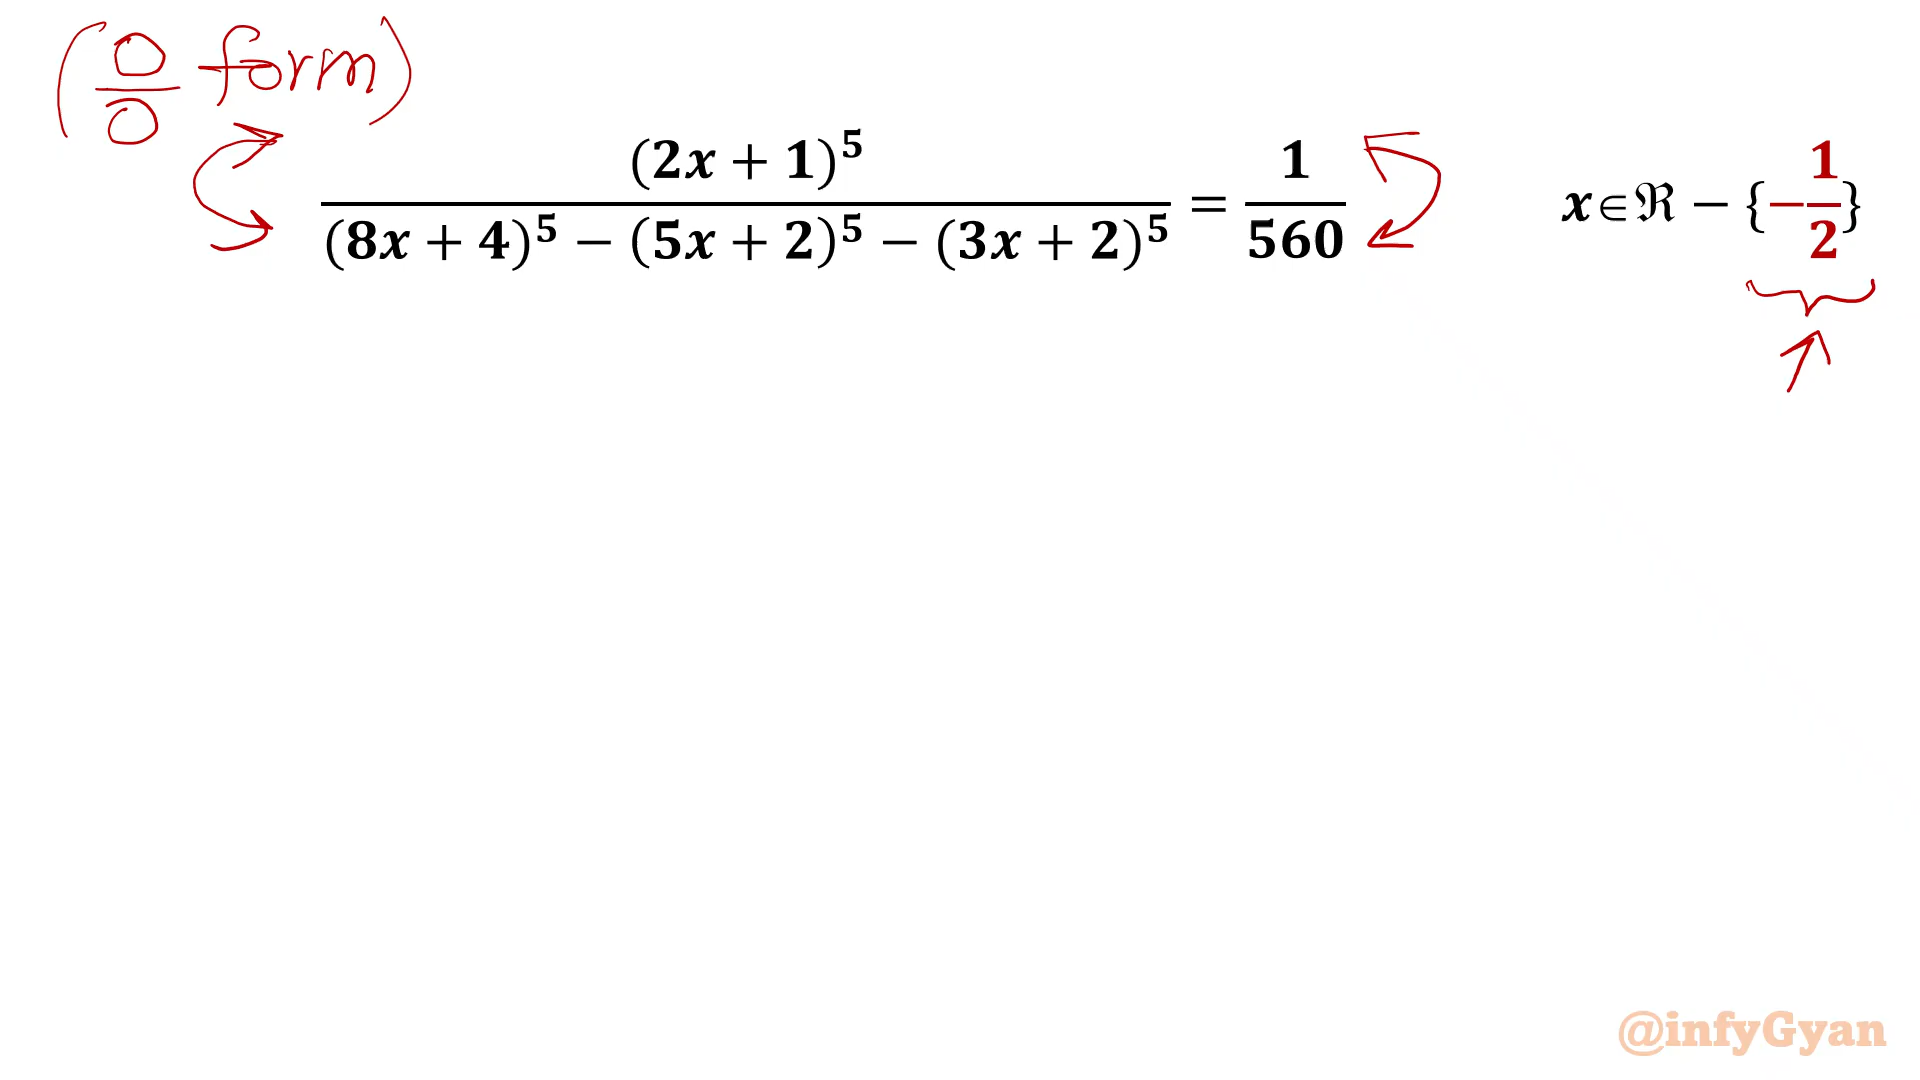 (0/0 form)
(2x + 1)^5 / ((8x + 4)^5 − (5x + 2)^5 − (3x + 2)^5) = 1/560    x∈ℜ − {−1/2}
@infyGyan